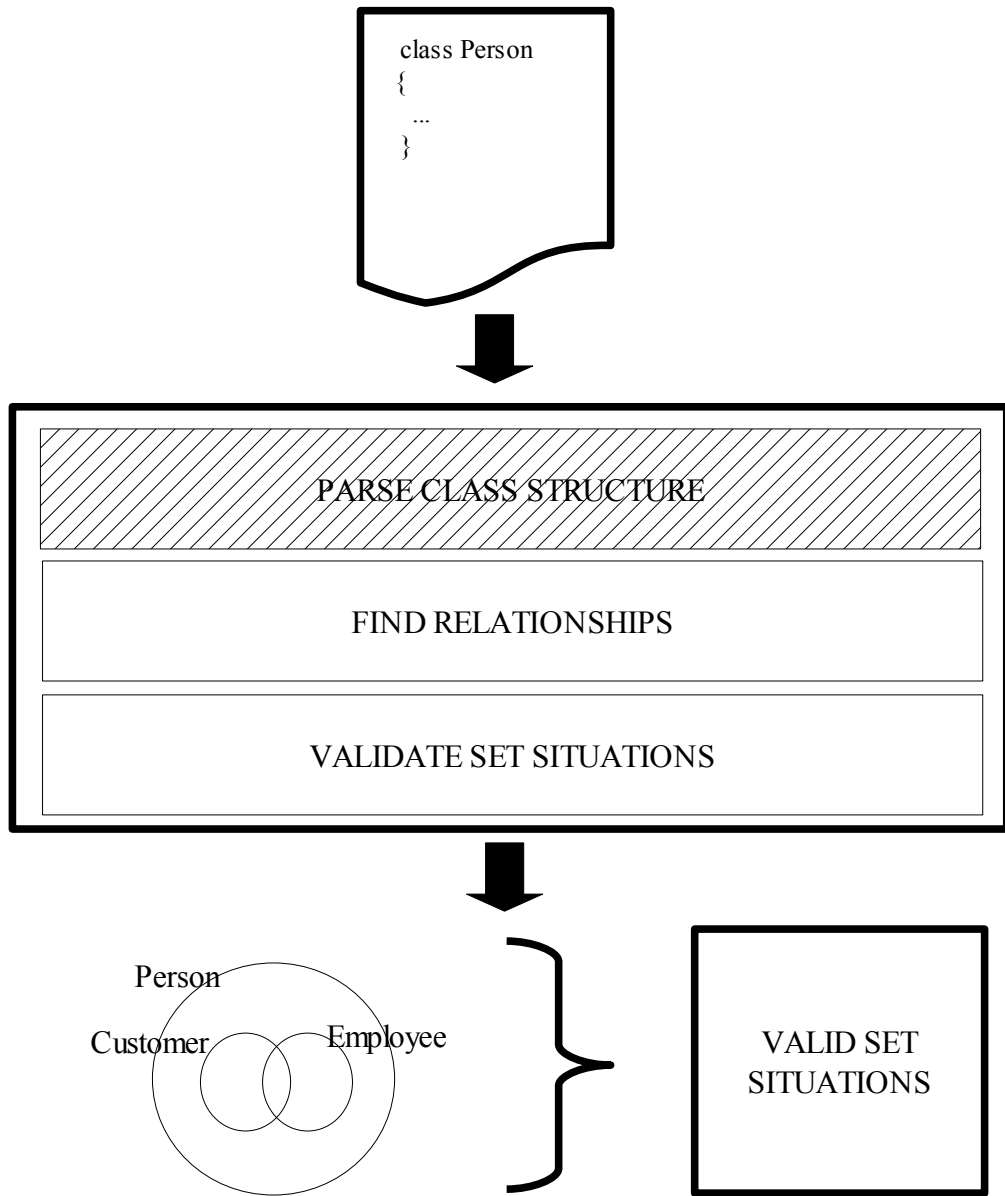 class Person
{
...
}
PARSE CLASS STRUCTURE
FIND RELATIONSHIPS
VALIDATE SET SITUATIONS
Person
Customer
Employee
VALID SET
SITUATIONS